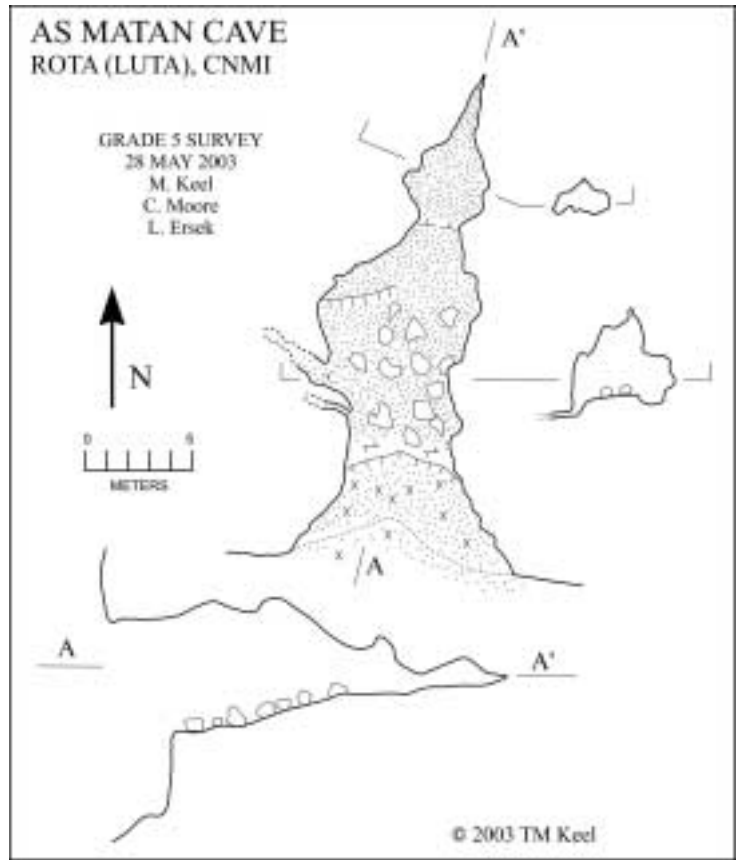 AS MATAN CAVE
ROTA (LUTA), CNMI
GRADE 5 SURVEY
28 MAY 2003
M. Keel
C. Moore
L. Ersek
A'
N
0 6
METERS
A
A A'
© 2003 TM Keel